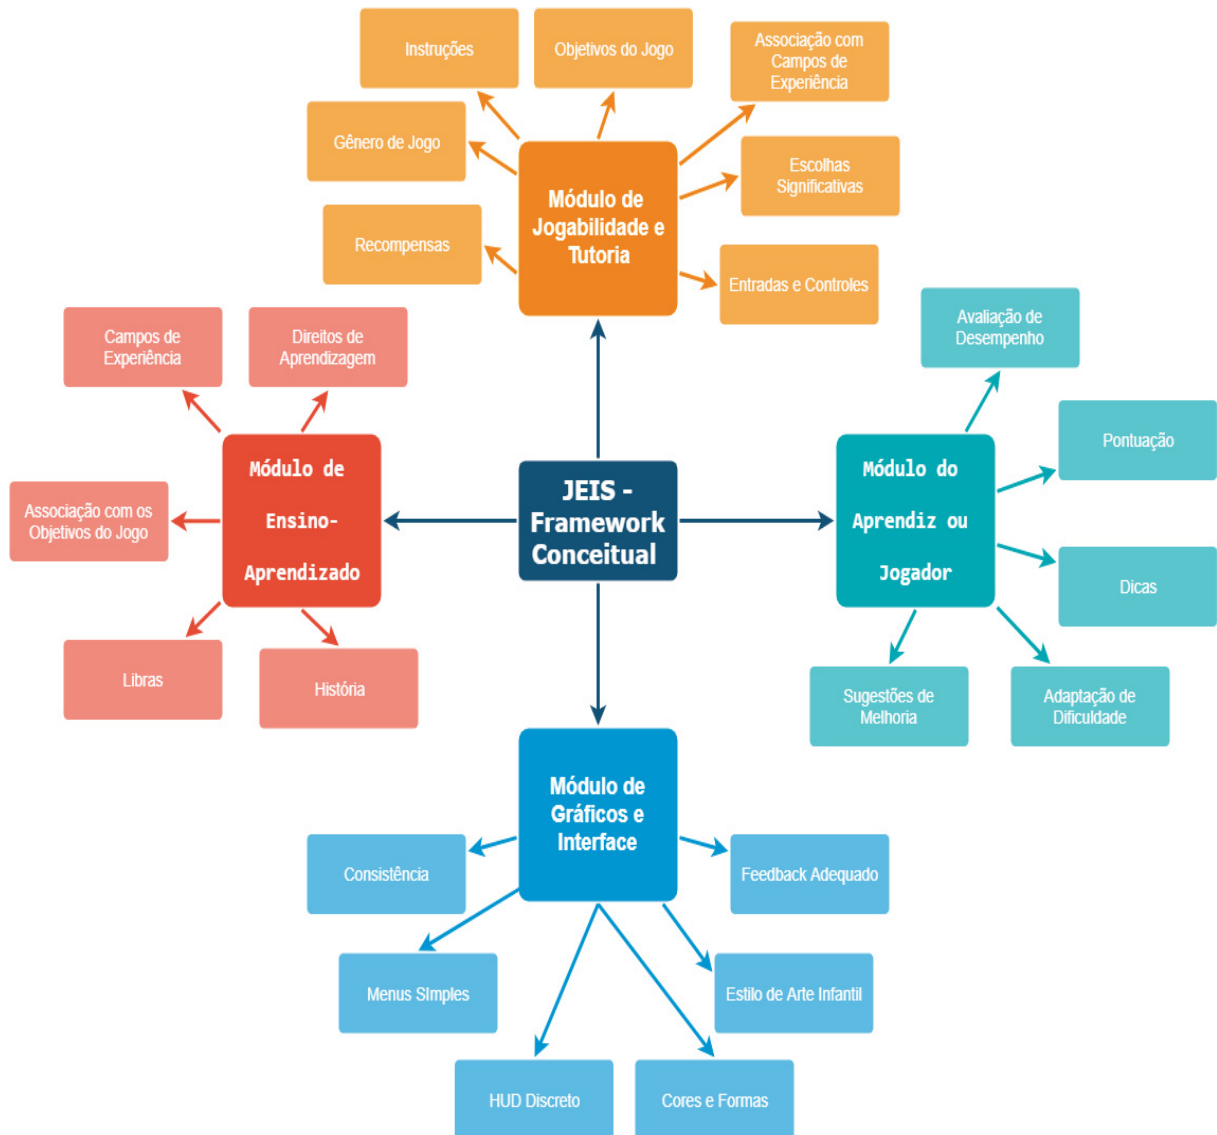 Instruções
Objetivos do Jogo
Associação com
Campos de
Experiência
Gênero de Jogo
Módulo de
Jogabilidade e
Tutoria
Escolhas
Significativas
Recompensas
Entradas e Controles
Campos de
Experiência
Direitos de
Aprendizagem
Avaliação de
Desempenho
Pontuação
Módulo de
Ensino-
Aprendizado
JEIS -
Framework
Conceitual
Módulo do
Aprendiz ou
Jogador
Associação com os
Objetivos do Jogo
Dicas
Libras
História
Sugestões de
Melhoria
Adaptação de
Dificuldade
Módulo de
Gráficos e
Interface
Consistência
Feedback Adequado
Menus SImples
Estilo de Arte Infantil
HUD Discreto
Cores e Formas